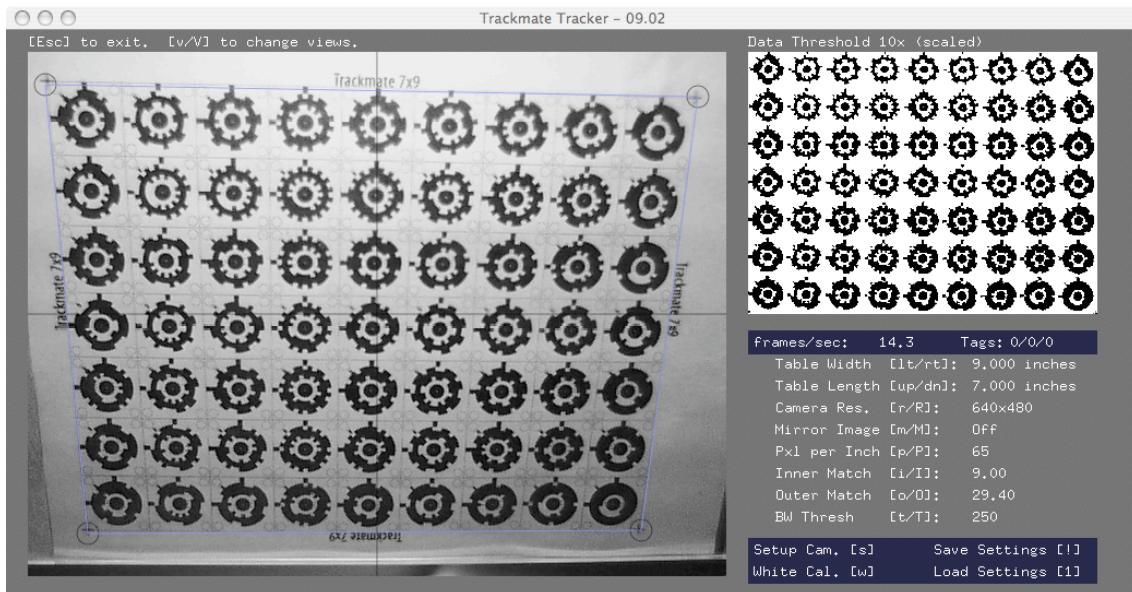 Trackmate Tracker – 09.02
[Esc] to exit. [v/V] to change views.
Trackmate 7x9
Trackmate 7x9
Trackmate 7x9
Trackmate 7x9
Data Threshold 10x (scaled)
frames/sec: 14.3 Tags: 0/0/0
Table Width [lt/rt]: 9.000 inches
Table Length [up/dn]: 7.000 inches
Camera Res. [r/R]: 640x480
Mirror Image [m/M]: Off
Pxl per Inch [p/P]: 65
Inner Match [i/I]: 9.00
Outer Match [o/O]: 29.40
BW Thresh [t/T]: 250
Setup Cam. [s] Save Settings [!]
White Cal. [w] Load Settings [1]